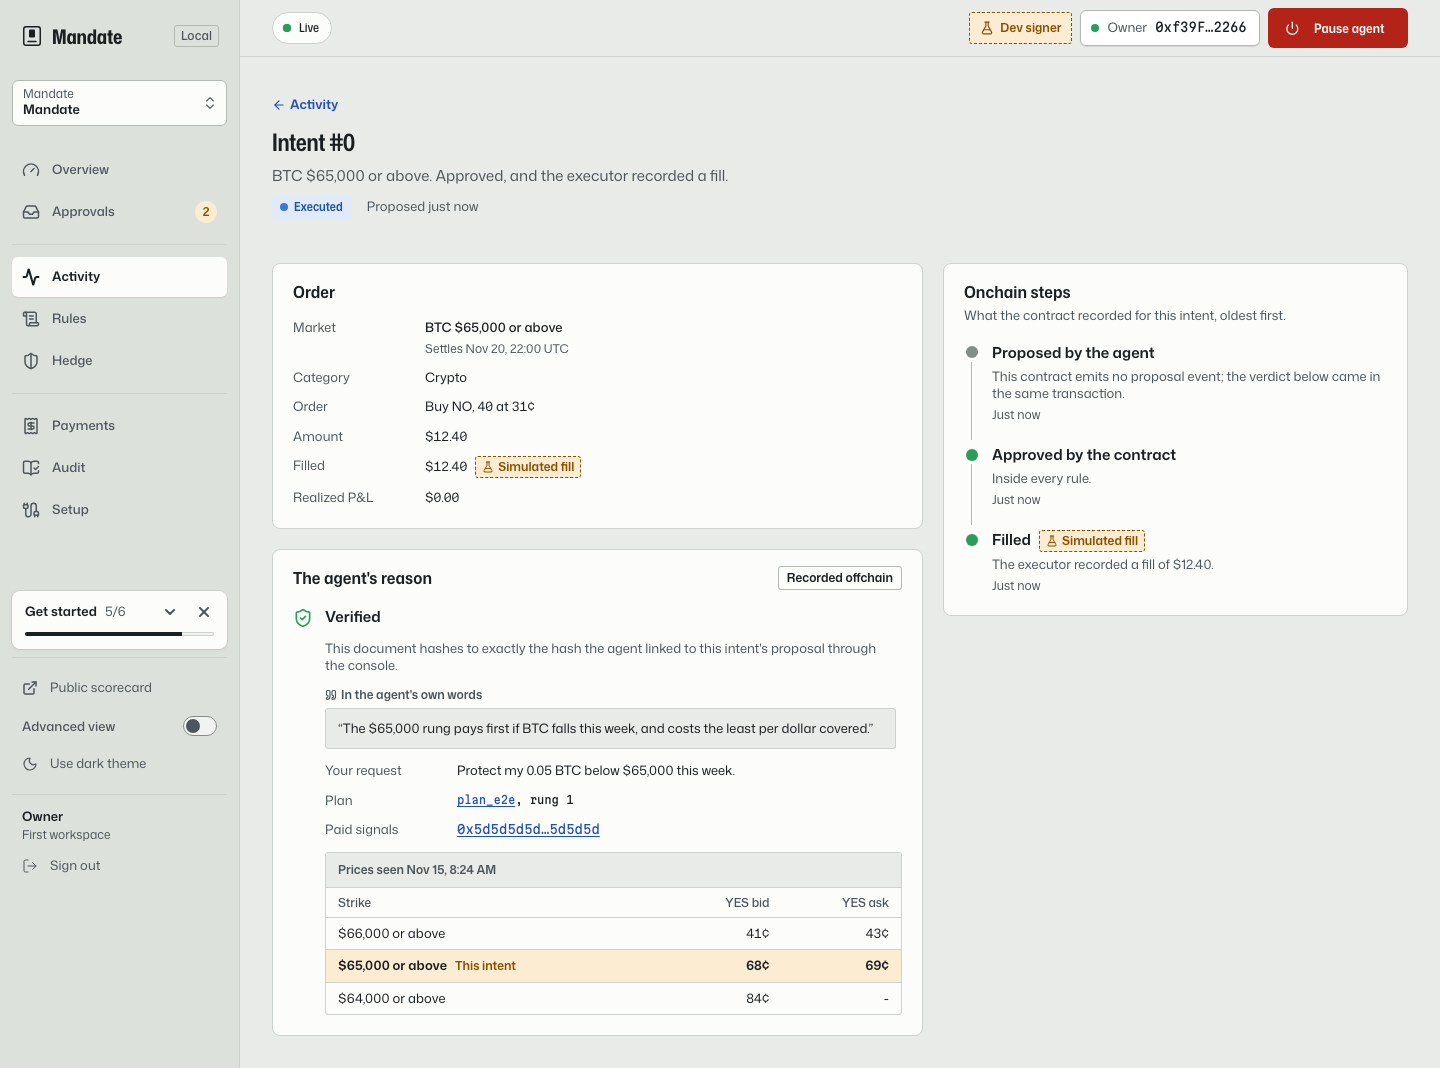 Mandate
Local
Mandate
Mandate
Overview
Approvals
2
Activity
Rules
Hedge
Payments
Audit
Setup
Get started 5/6
Public scorecard
Advanced view
Use dark theme
Owner
First workspace
Sign out
Live
Dev signer
Owner 0xf39F…2266
Pause agent
Activity
Intent #0
BTC $65,000 or above. Approved, and the executor recorded a fill.
Executed
Proposed just now
Order
Market BTC $65,000 or above
Settles Nov 20, 22:00 UTC
Category Crypto
Order Buy NO, 40 at 31¢
Amount $12.40
Filled $12.40 Simulated fill
Realized P&L $0.00
The agent's reason
Recorded offchain
Verified
This document hashes to exactly the hash the agent linked to this intent's proposal through
the console.
In the agent's own words
“The $65,000 rung pays first if BTC falls this week, and costs the least per dollar covered.”
Your request Protect my 0.05 BTC below $65,000 this week.
Plan plan_e2e, rung 1
Paid signals 0x5d5d5d5d…5d5d5d
Prices seen Nov 15, 8:24 AM
Strike YES bid YES ask
$66,000 or above 41¢ 43¢
$65,000 or above This intent 68¢ 69¢
$64,000 or above 84¢ -
Onchain steps
What the contract recorded for this intent, oldest first.
Proposed by the agent
This contract emits no proposal event; the verdict below came in
the same transaction.
Just now
Approved by the contract
Inside every rule.
Just now
Filled Simulated fill
The executor recorded a fill of $12.40.
Just now